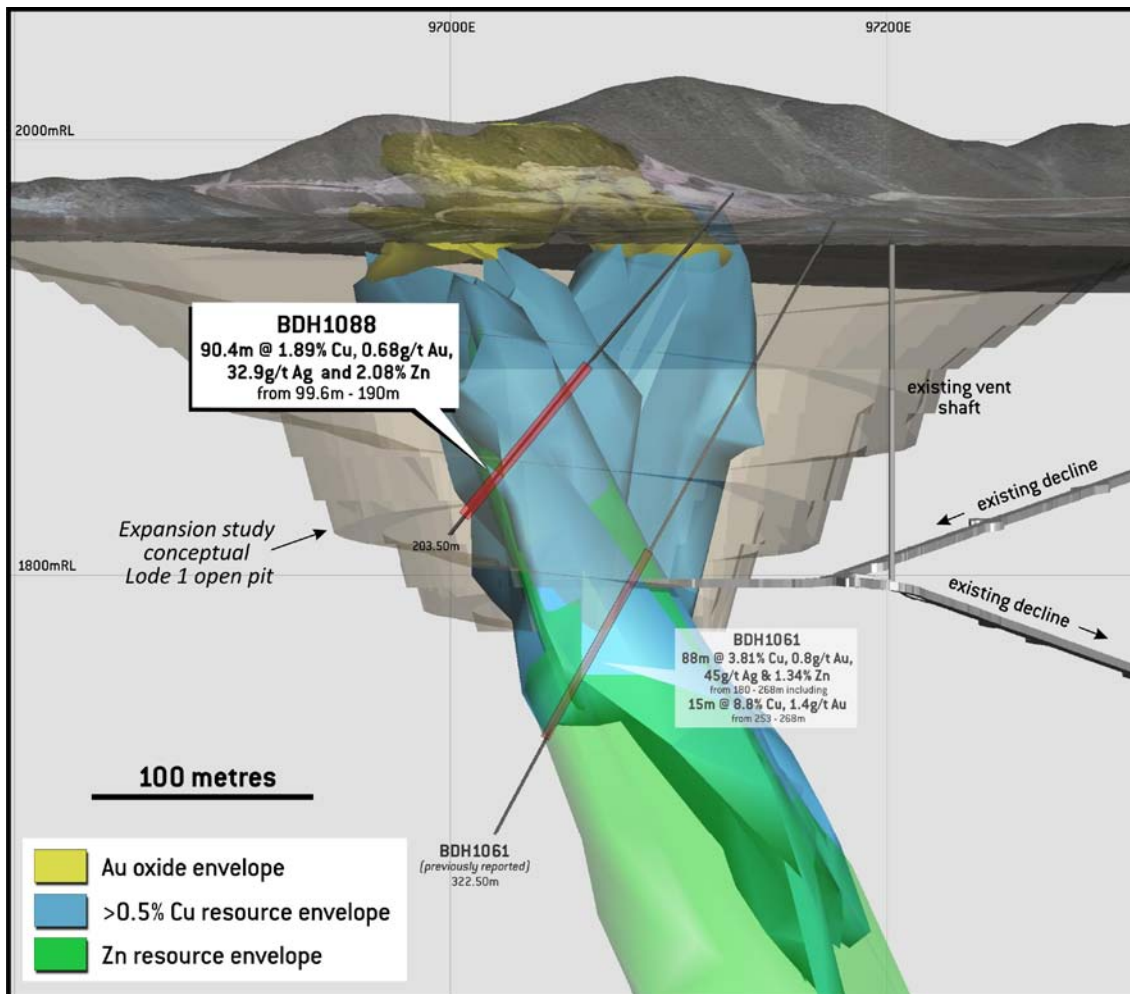 97000E
97200E
2000mRL
BDH1088
90.4m @ 1.89% Cu, 0.68g/t Au,
32.9g/t Ag and 2.08% Zn
from 99.6m - 190m
existing vent
shaft
existing decline
Expansion study
conceptual
Lode 1 open pit
203.50m
1800mRL
existing decline
BDH1061
88m @ 3.81% Cu, 0.8g/t Au,
45g/t Ag & 1.34% Zn
from 180 - 268m including
15m @ 8.8% Cu, 1.4g/t Au
from 253 - 268m
100 metres
BDH1061
(previously reported)
322.50m
Au oxide envelope
>0.5% Cu resource envelope
Zn resource envelope